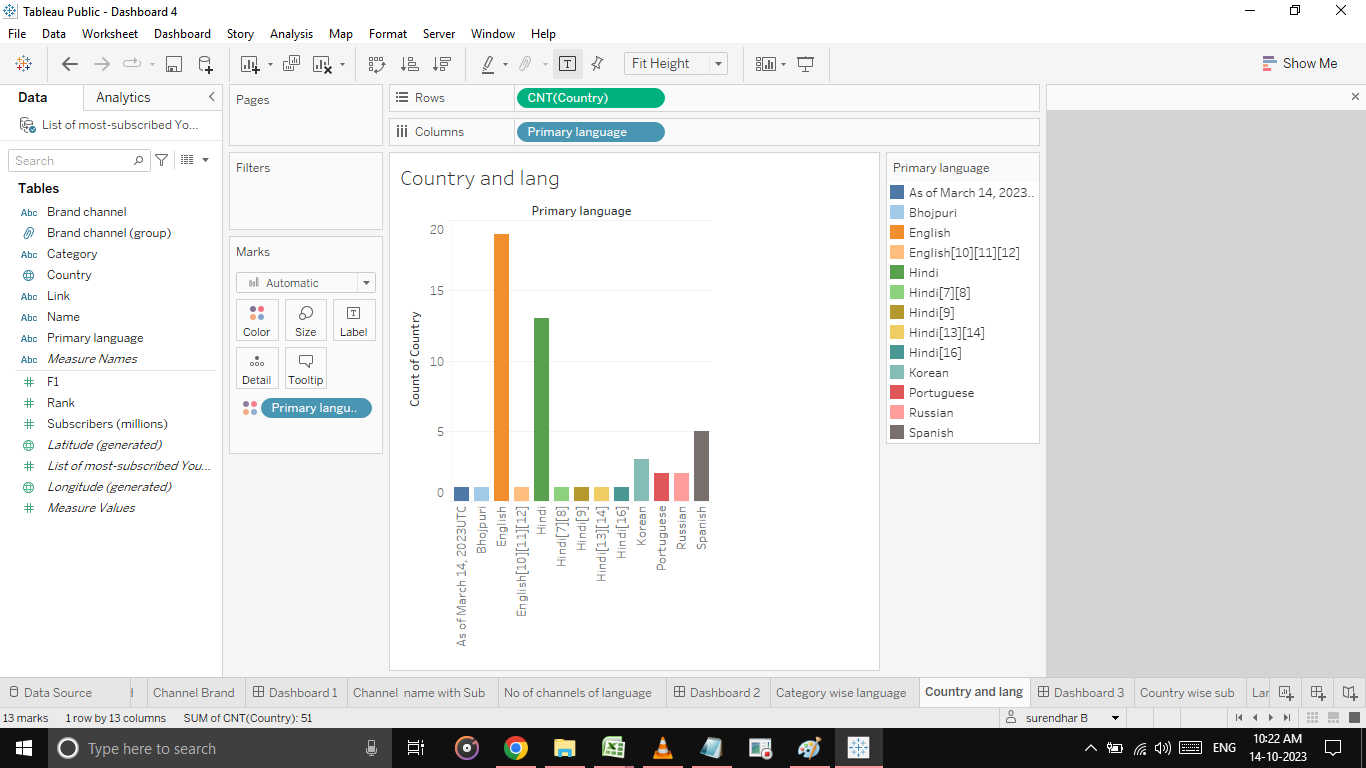 Tableau Public - Dashboard 4
File Data Worksheet Dashboard Story Analysis Map Format Server Window Help
Fit Height
Show Me
Data Analytics
List of most-subscribed Yo...
Search
Tables
Abc Brand channel
Brand channel (group)
Abc Category
Country
Abc Link
Abc Name
Abc Primary language
Abc Measure Names
F1
Rank
Subscribers (millions)
Latitude (generated)
List of most-subscribed You...
Longitude (generated)
Measure Values
Pages
Filters
Marks
Automatic
Color Size Label
Detail Tooltip
Primary langu..
Rows CNT(Country)
Columns Primary language
Country and lang
Primary language
Count of Country
20
15
10
5
0
As of March 14, 2023UTC
Bhojpuri
English
English[10][11][12]
Hindi
Hindi[7][8]
Hindi[9]
Hindi[13][14]
Hindi[16]
Korean
Portuguese
Russian
Spanish
Primary language
As of March 14, 2023..
Bhojpuri
English
English[10][11][12]
Hindi
Hindi[7][8]
Hindi[9]
Hindi[13][14]
Hindi[16]
Korean
Portuguese
Russian
Spanish
Data Source Channel Brand Dashboard 1 Channel name with Sub No of channels of language Dashboard 2 Category wise language Country and lang Dashboard 3 Country wise sub
13 marks 1 row by 13 columns SUM of CNT(Country): 51 surendhar B
Type here to search
ENG
10:22 AM
14-10-2023